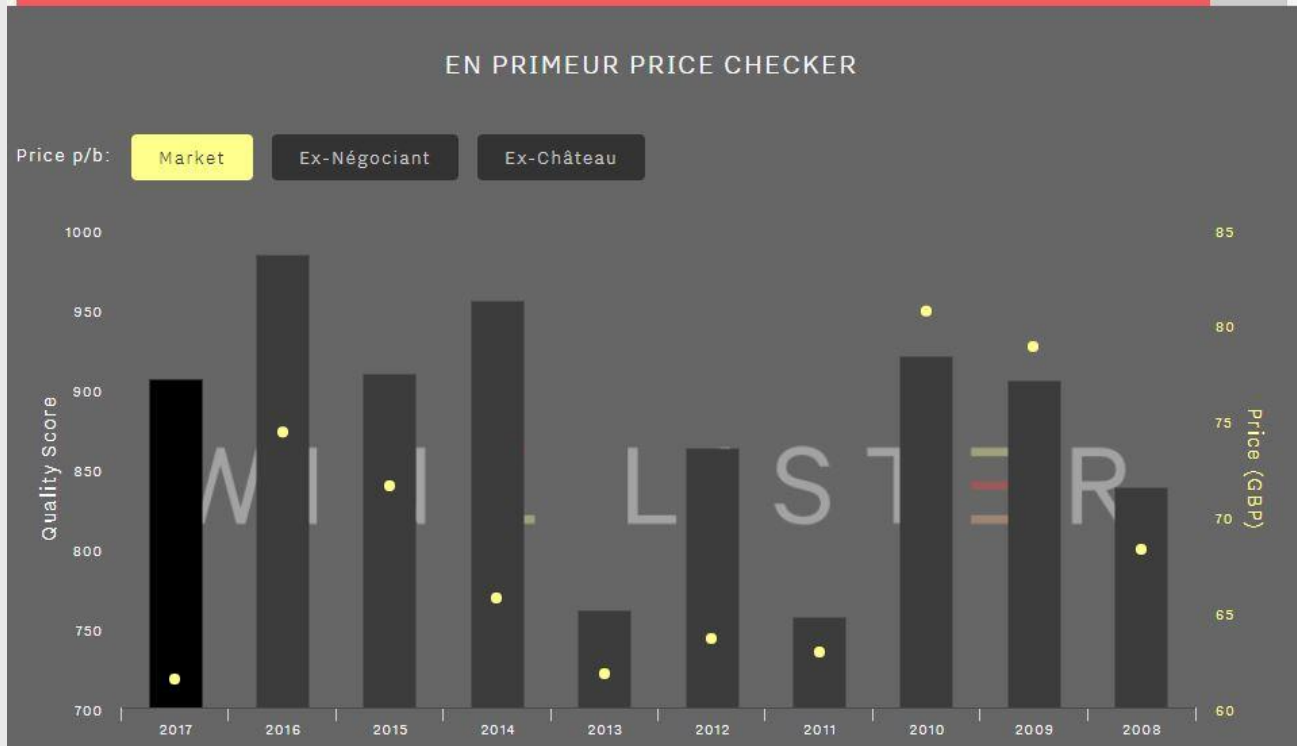 EN PRIMEUR PRICE CHECKER
Price p/b: Market Ex-Négociant Ex-Château
Quality Score
1000
950
900
850
800
750
700
Price (GBP)
85
80
75
70
65
60
2017 2016 2015 2014 2013 2012 2011 2010 2009 2008